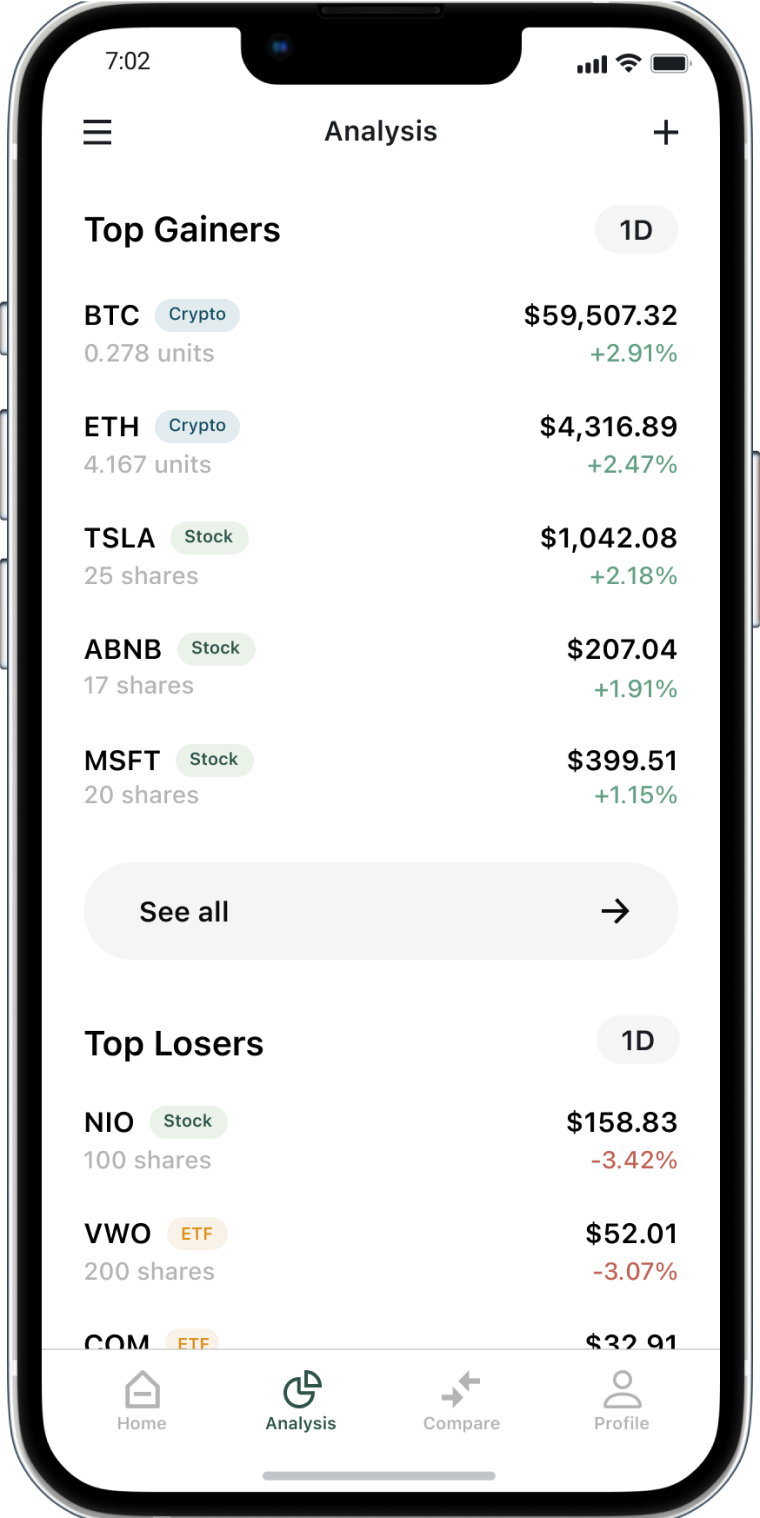 7:02
Analysis
Top Gainers 1D
BTC Crypto $59,507.32
0.278 units +2.91%
ETH Crypto $4,316.89
4.167 units +2.47%
TSLA Stock $1,042.08
25 shares +2.18%
ABNB Stock $207.04
17 shares +1.91%
MSFT Stock $399.51
20 shares +1.15%
See all
Top Losers 1D
NIO Stock $158.83
100 shares -3.42%
VWO ETF $52.01
200 shares -3.07%
COM ETF $32.91
Home Analysis Compare Profile